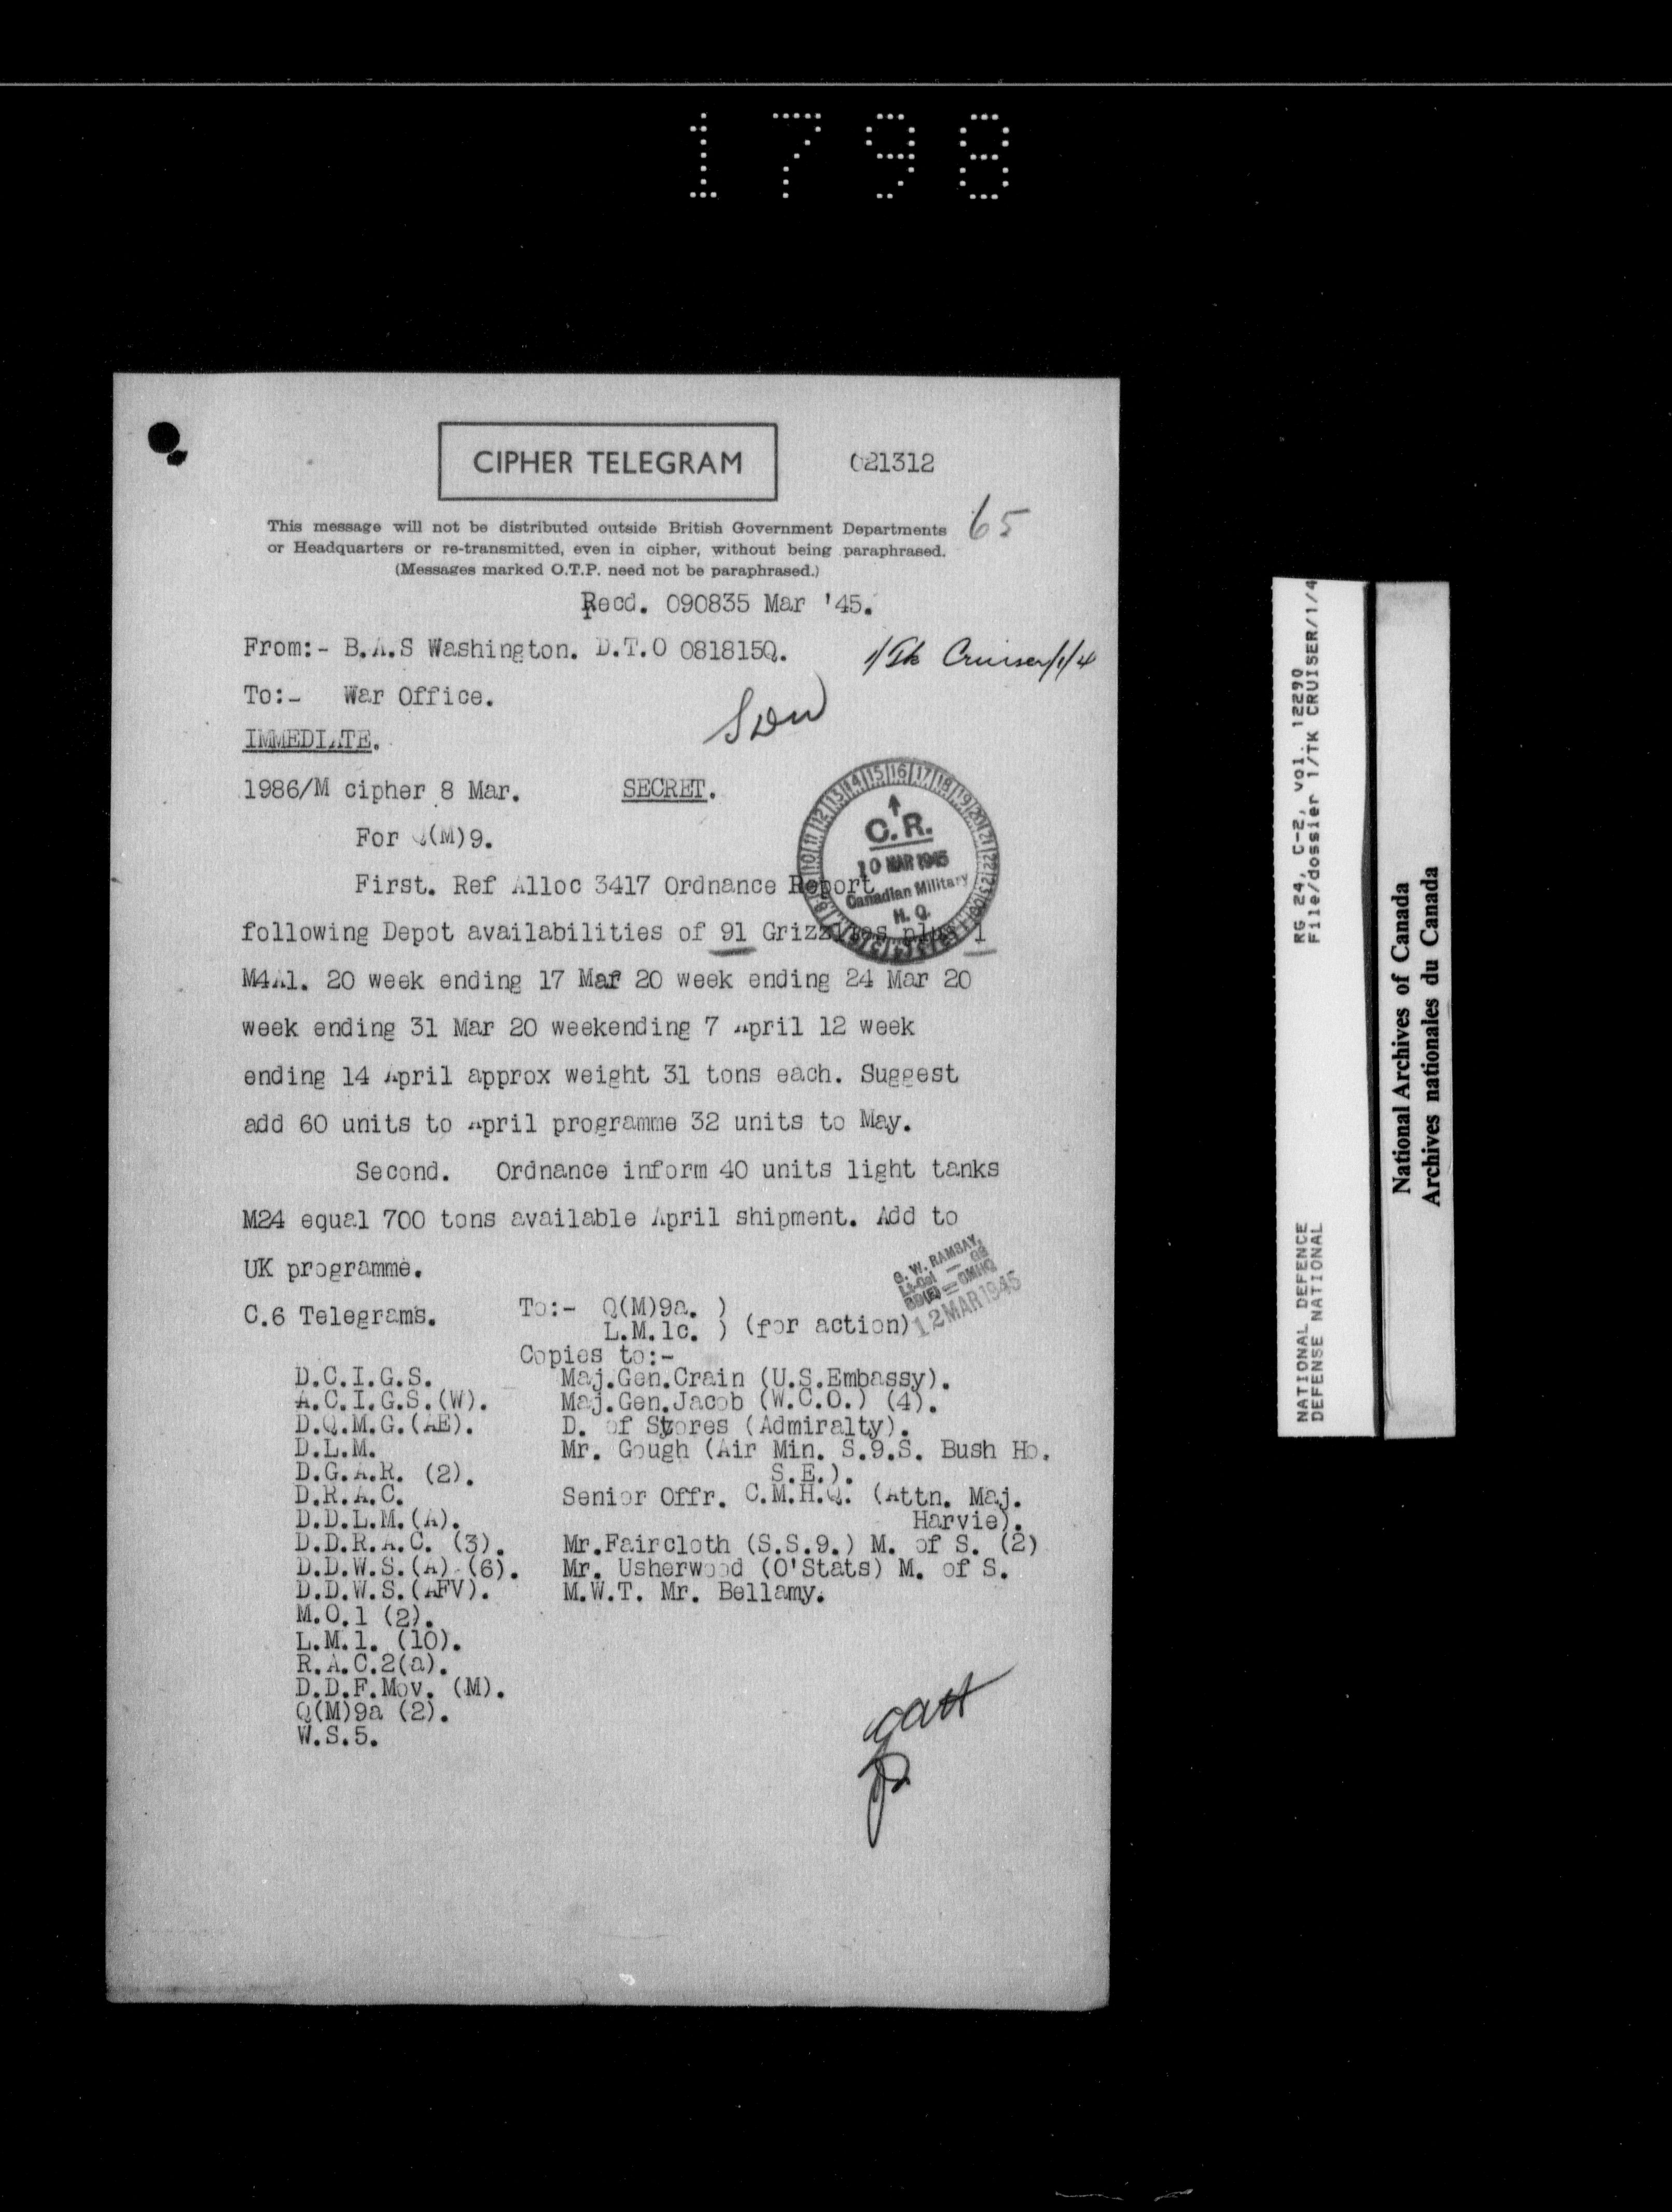 1798
CIPHER TELEGRAM
021312
65
This message will not be distributed outside British Government Departments
or Headquarters or re-transmitted, even in cipher, without being paraphrased.
(Messages marked O.T.P. need not be paraphrased.)
Recd. 090835 Mar '45.
From:- B.A.S Washington. D.T.O 081815Q.
1/Tk Cruiser/1/4
To:- War Office.
IMMEDIATE.
1986/M cipher 8 Mar. SECRET.
For Q(M)9.
C.R.
10 MAR 1945
Canadian Military
H. Q.
First. Ref Alloc 3417 Ordnance Report
following Depot availabilities of 91 Grizzlies plus 1
M4A1. 20 week ending 17 Mar 20 week ending 24 Mar 20
week ending 31 Mar 20 weekending 7 April 12 week
ending 14 April approx weight 31 tons each. Suggest
add 60 units to April programme 32 units to May.
Second. Ordnance inform 40 units light tanks
M24 equal 700 tons available April shipment. Add to
UK programme.
G. W. RAMSAY,
Lt-Col
CMHQ
12 MAR 1945
C.6 Telegrams.
To:- Q(M)9a. )
L.M.1c. ) (for action)
Copies to:-
D.C.I.G.S. Maj.Gen.Crain (U.S.Embassy).
A.C.I.G.S.(W). Maj.Gen.Jacob (W.C.O.) (4).
D.Q.M.G.(AE). D. of Stores (Admiralty).
D.L.M. Mr. Gough (Air Min. S.9.S. Bush Ho.
D.G.A.R. (2). S.E.).
D.R.A.C. Senior Offr. C.M.H.Q. (Attn. Maj.
D.D.L.M.(A). Harvie).
D.D.R.A.C. (3). Mr.Faircloth (S.S.9.) M. of S. (2)
D.D.W.S.(A) (6). Mr. Usherwood (O'Stats) M. of S.
D.D.W.S.(AFV). M.W.T. Mr. Bellamy.
M.O.1 (2).
L.M.1. (10).
R.A.C.2(a).
D.D.F.Mov. (M).
Q(M)9a (2).
W.S.5.
RG 24, C-2, vol. 12290
File/dossier 1/TK CRUISER/1/4
NATIONAL DEFENCE
DEFENSE NATIONAL
National Archives of Canada
Archives nationales du Canada